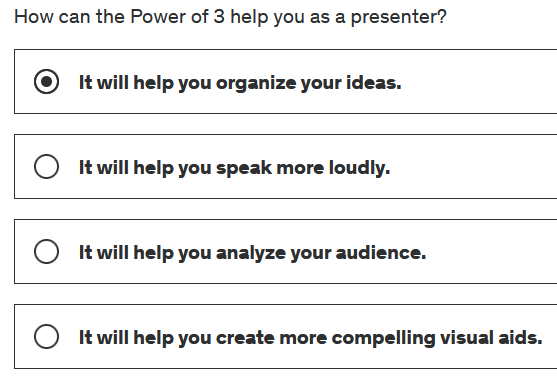 How can the Power of 3 help you as a presenter?
It will help you organize your ideas.
It will help you speak more loudly.
It will help you analyze your audience.
It will help you create more compelling visual aids.